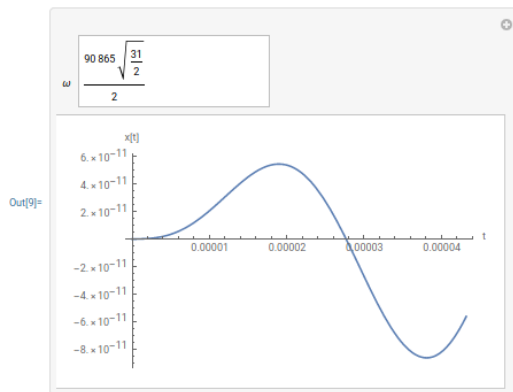 ω 90 865 √31/2 / 2
Out[9]=
x[t]
6. × 10⁻¹¹
4. × 10⁻¹¹
2. × 10⁻¹¹
0.00001 0.00002 0.00003 0.00004 t
-2. × 10⁻¹¹
-4. × 10⁻¹¹
-6. × 10⁻¹¹
-8. × 10⁻¹¹